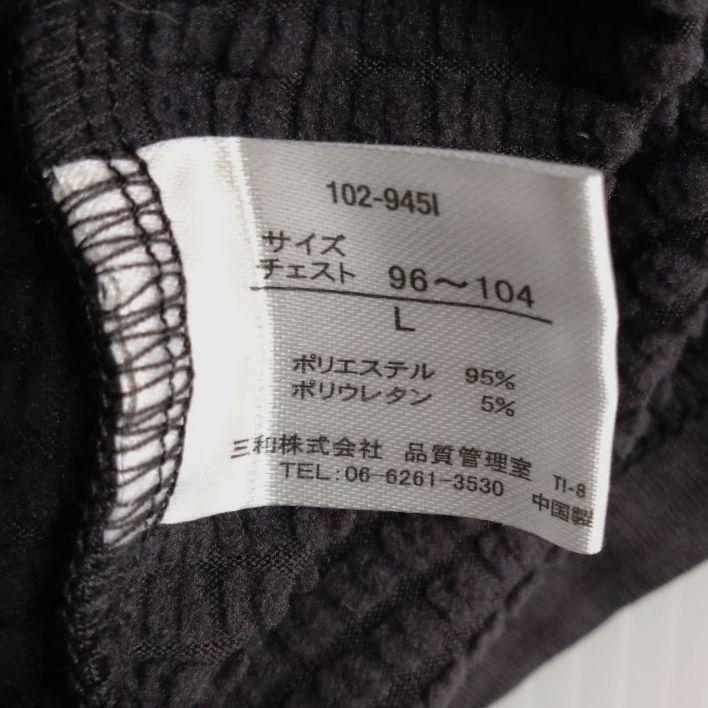 102-945I
サイズ
チェスト 96～104
L
ポリエステル 95%
ポリウレタン 5%
三和株式会社 品質管理室 TI-8
TEL:06-6261-3530 中国製